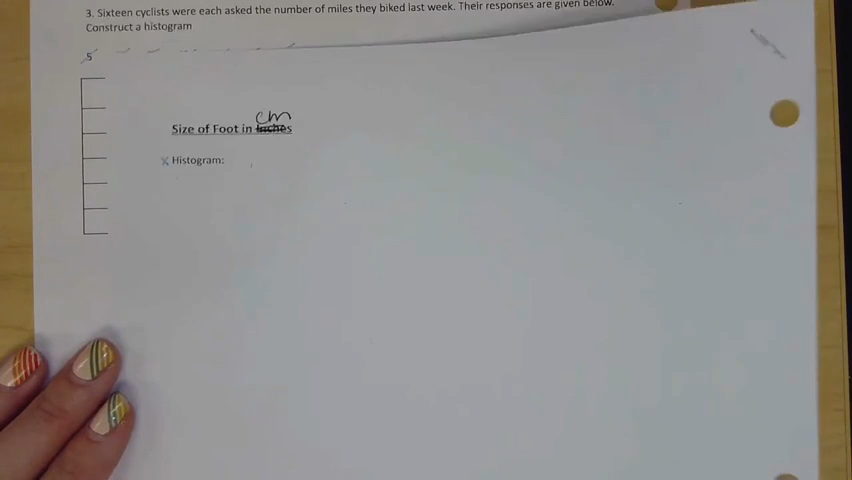 3. Sixteen cyclists were each asked the number of miles they biked last week. Their responses are given below.
Construct a histogram
5
cm
Size of Foot in Inches
x Histogram: